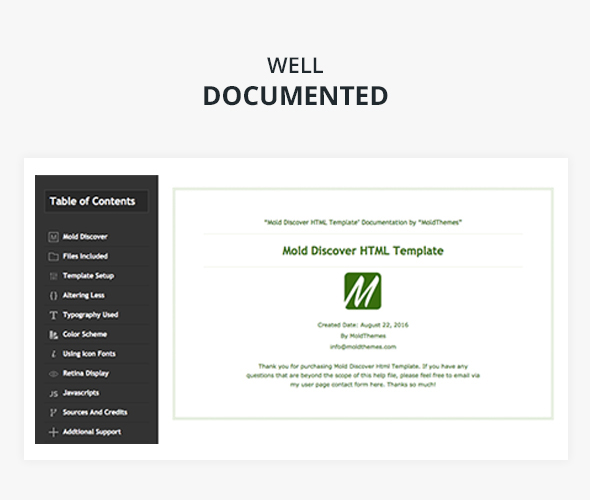 WELL
DOCUMENTED
Table of Contents
Mold Discover
Files Included
Template Setup
Altering Less
Typography Used
Color Scheme
Using Icon Fonts
Retina Display
Javascripts
Sources And Credits
Addtional Support
"Mold Discover HTML Template" Documentation by "MoldThemes"
Mold Discover HTML Template
M
Created Date: August 22, 2016
By MoldThemes
info@moldthemes.com
Thank you for purchasing Mold Discover Html Template. If you have any
questions that are beyond the scope of this help file, please feel free to email via
my user page contact form here. Thanks so much!